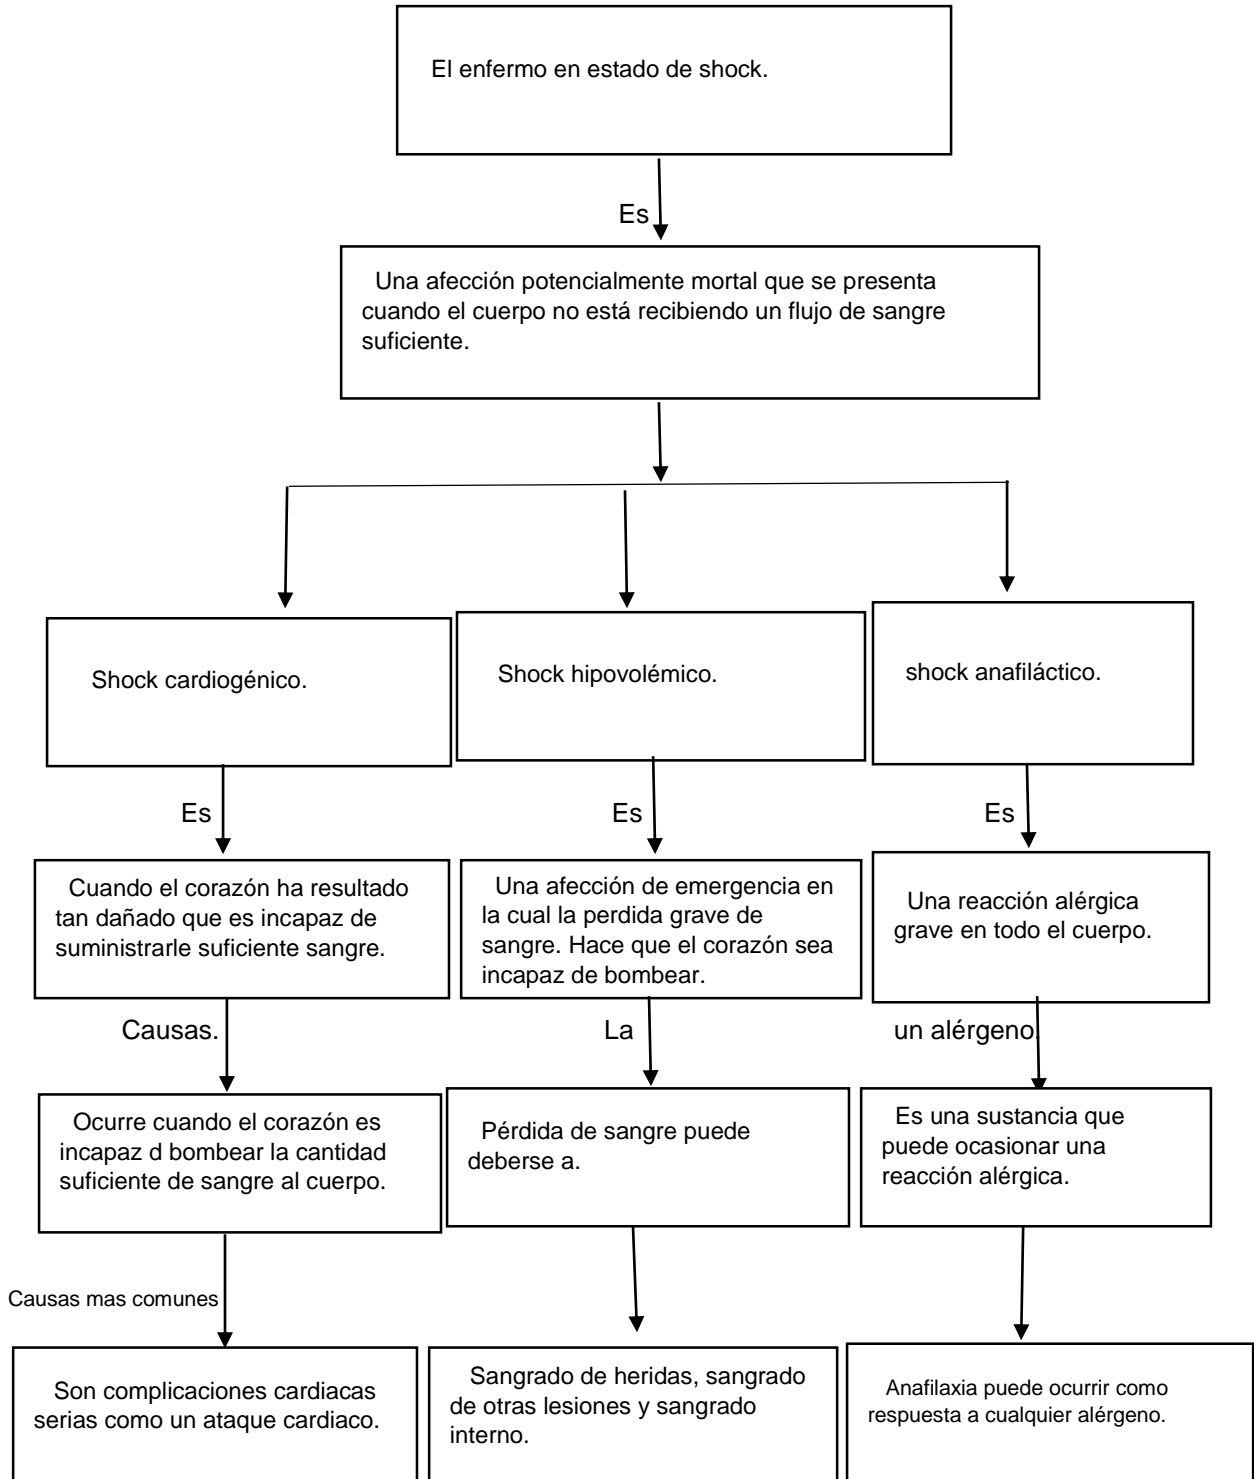 El enfermo en estado de shock.
Es
Una afección potencialmente mortal que se presenta
cuando el cuerpo no está recibiendo un flujo de sangre
suficiente.
Shock cardiogénico.
Shock hipovolémico.
shock anafiláctico.
Es
Es
Es
Cuando el corazón ha resultado
tan dañado que es incapaz de
suministrarle suficiente sangre.
Una afección de emergencia en
la cual la perdida grave de
sangre. Hace que el corazón sea
incapaz de bombear.
Una reacción alérgica
grave en todo el cuerpo.
Causas.
La
un alérgeno.
Ocurre cuando el corazón es
incapaz d bombear la cantidad
suficiente de sangre al cuerpo.
Pérdida de sangre puede
deberse a.
Es una sustancia que
puede ocasionar una
reacción alérgica.
Causas mas comunes
Son complicaciones cardiacas
serias como un ataque cardiaco.
Sangrado de heridas, sangrado
de otras lesiones y sangrado
interno.
Anafilaxia puede ocurrir como
respuesta a cualquier alérgeno.